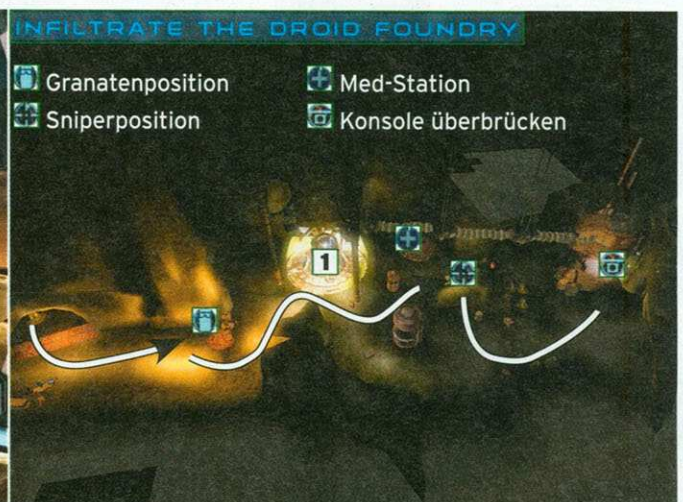 INFILTRATE THE DROID FOUNDRY
Granatenposition
Med-Station
Sniperposition
Konsole überbrücken
1